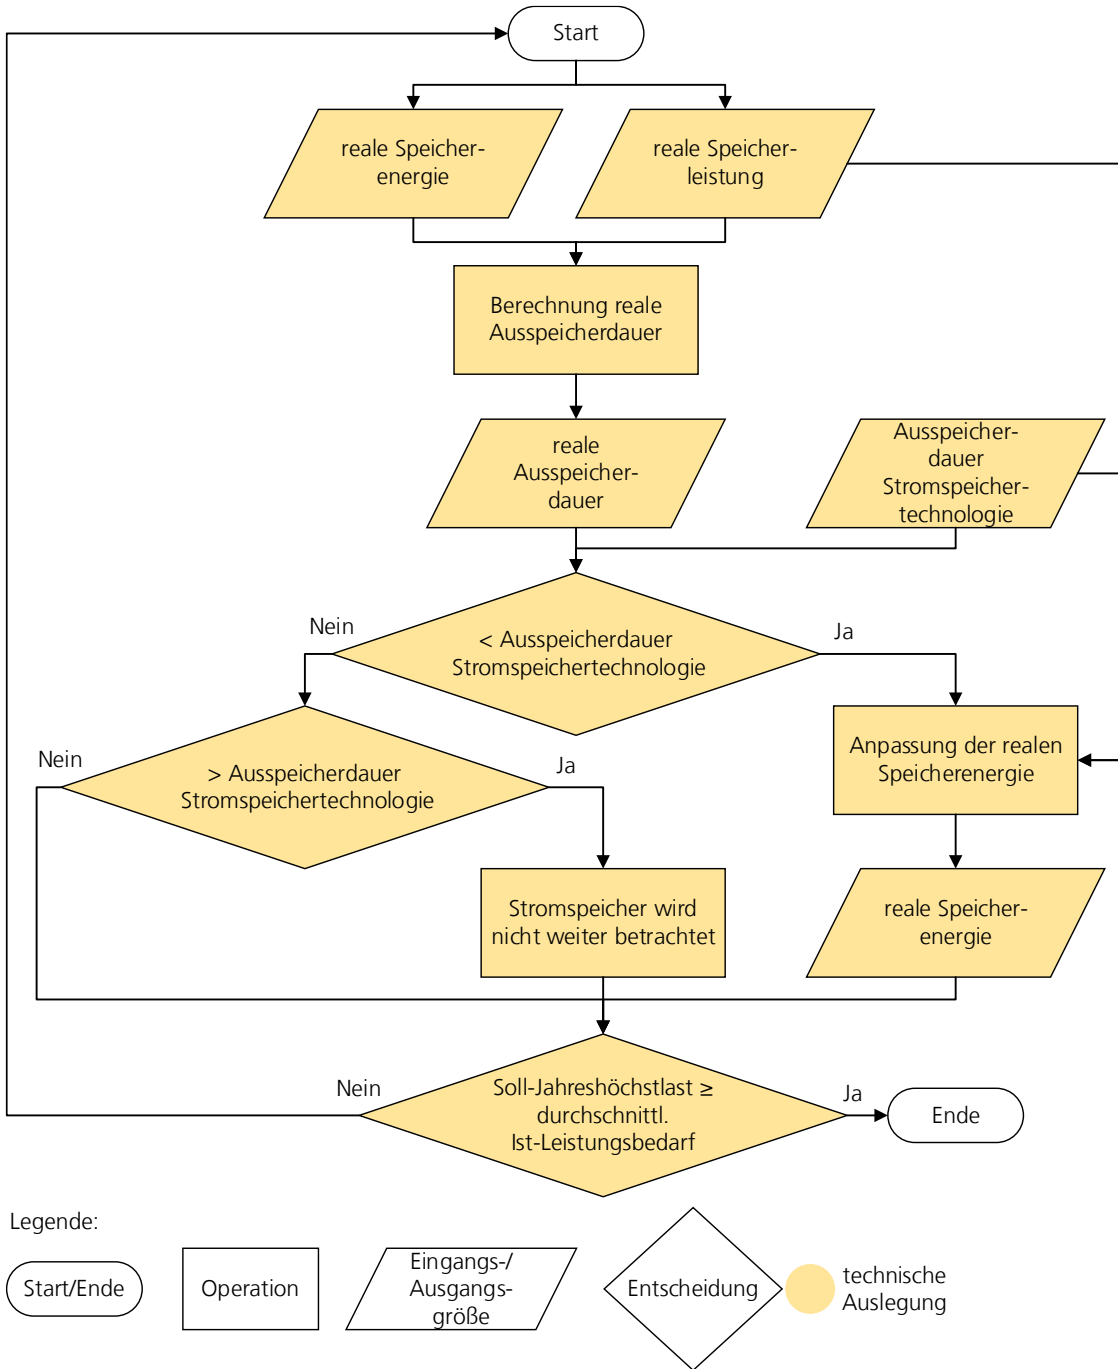 Start
reale Speicher-
energie
reale Speicher-
leistung
Berechnung reale
Ausspeicherdauer
reale
Ausspeicher-
dauer
Ausspeicher-
dauer
Stromspeicher-
technologie
Nein
< Ausspeicherdauer
Stromspeichertechnologie
Ja
Nein
> Ausspeicherdauer
Stromspeichertechnologie
Ja
Anpassung der realen
Speicherenergie
Stromspeicher wird
nicht weiter betrachtet
reale Speicher-
energie
Nein
Soll-Jahreshöchstlast ≥
durchschnittl.
Ist-Leistungsbedarf
Ja
Ende
Legende:
Start/Ende
Operation
Eingangs-/
Ausgangs-
größe
Entscheidung
technische
Auslegung